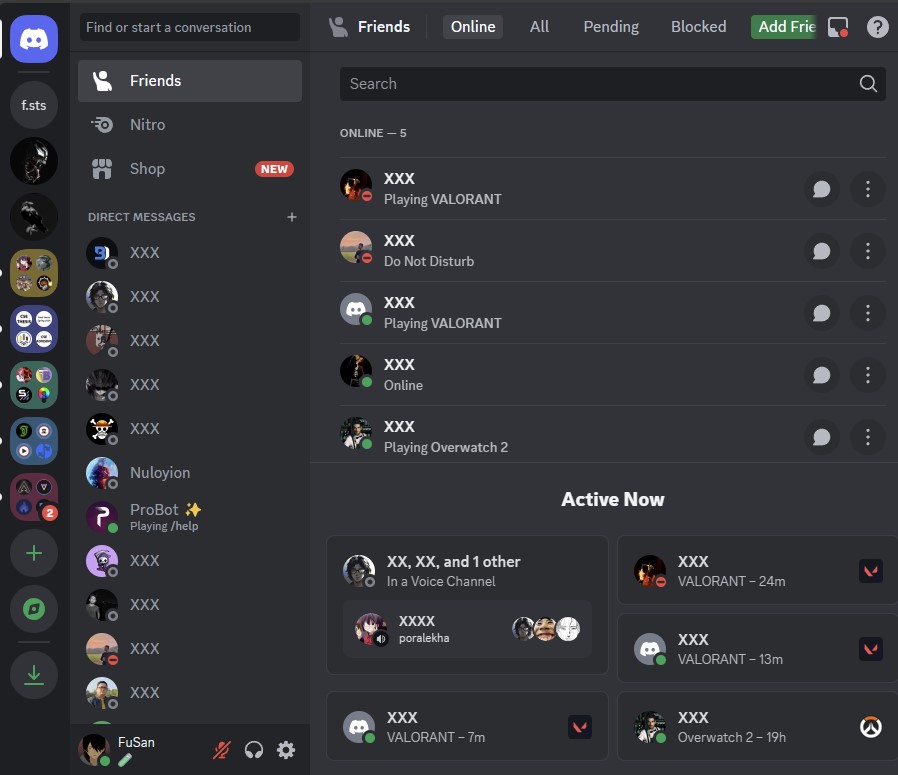 Find or start a conversation
Friends
Online
All
Pending
Blocked
Add Frie
f.sts
Friends
Nitro
Shop
NEW
DIRECT MESSAGES
XXX
XXX
XXX
XXX
XXX
Nuloyion
ProBot ✨
Playing /help
XXX
XXX
XXX
XXX
2
FuSan
Search
ONLINE — 5
XXX
Playing VALORANT
XXX
Do Not Disturb
XXX
Playing VALORANT
XXX
Online
XXX
Playing Overwatch 2
Active Now
XX, XX, and 1 other
In a Voice Channel
XXXX
poralekha
XXX
VALORANT – 24m
XXX
VALORANT – 13m
XXX
VALORANT – 7m
XXX
Overwatch 2 – 19h